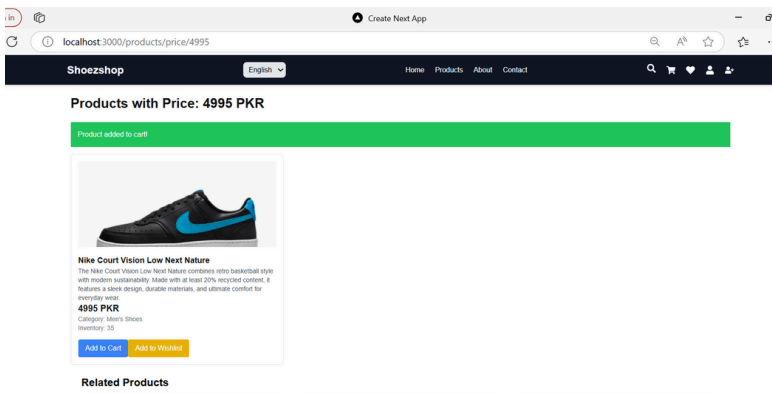 in
Create Next App
localhost:3000/products/price/4995
Shoezshop
English
Home Products About Contact
Products with Price: 4995 PKR
Product added to cart!
Nike Court Vision Low Next Nature
The Nike Court Vision Low Next Nature combines retro basketball style
with modern sustainability. Made with at least 20% recycled content, it
features a sleek design, durable materials, and ultimate comfort for
everyday wear.
4995 PKR
Category: Men's Shoes
Inventory: 35
Add to Cart Add to Wishlist
Related Products